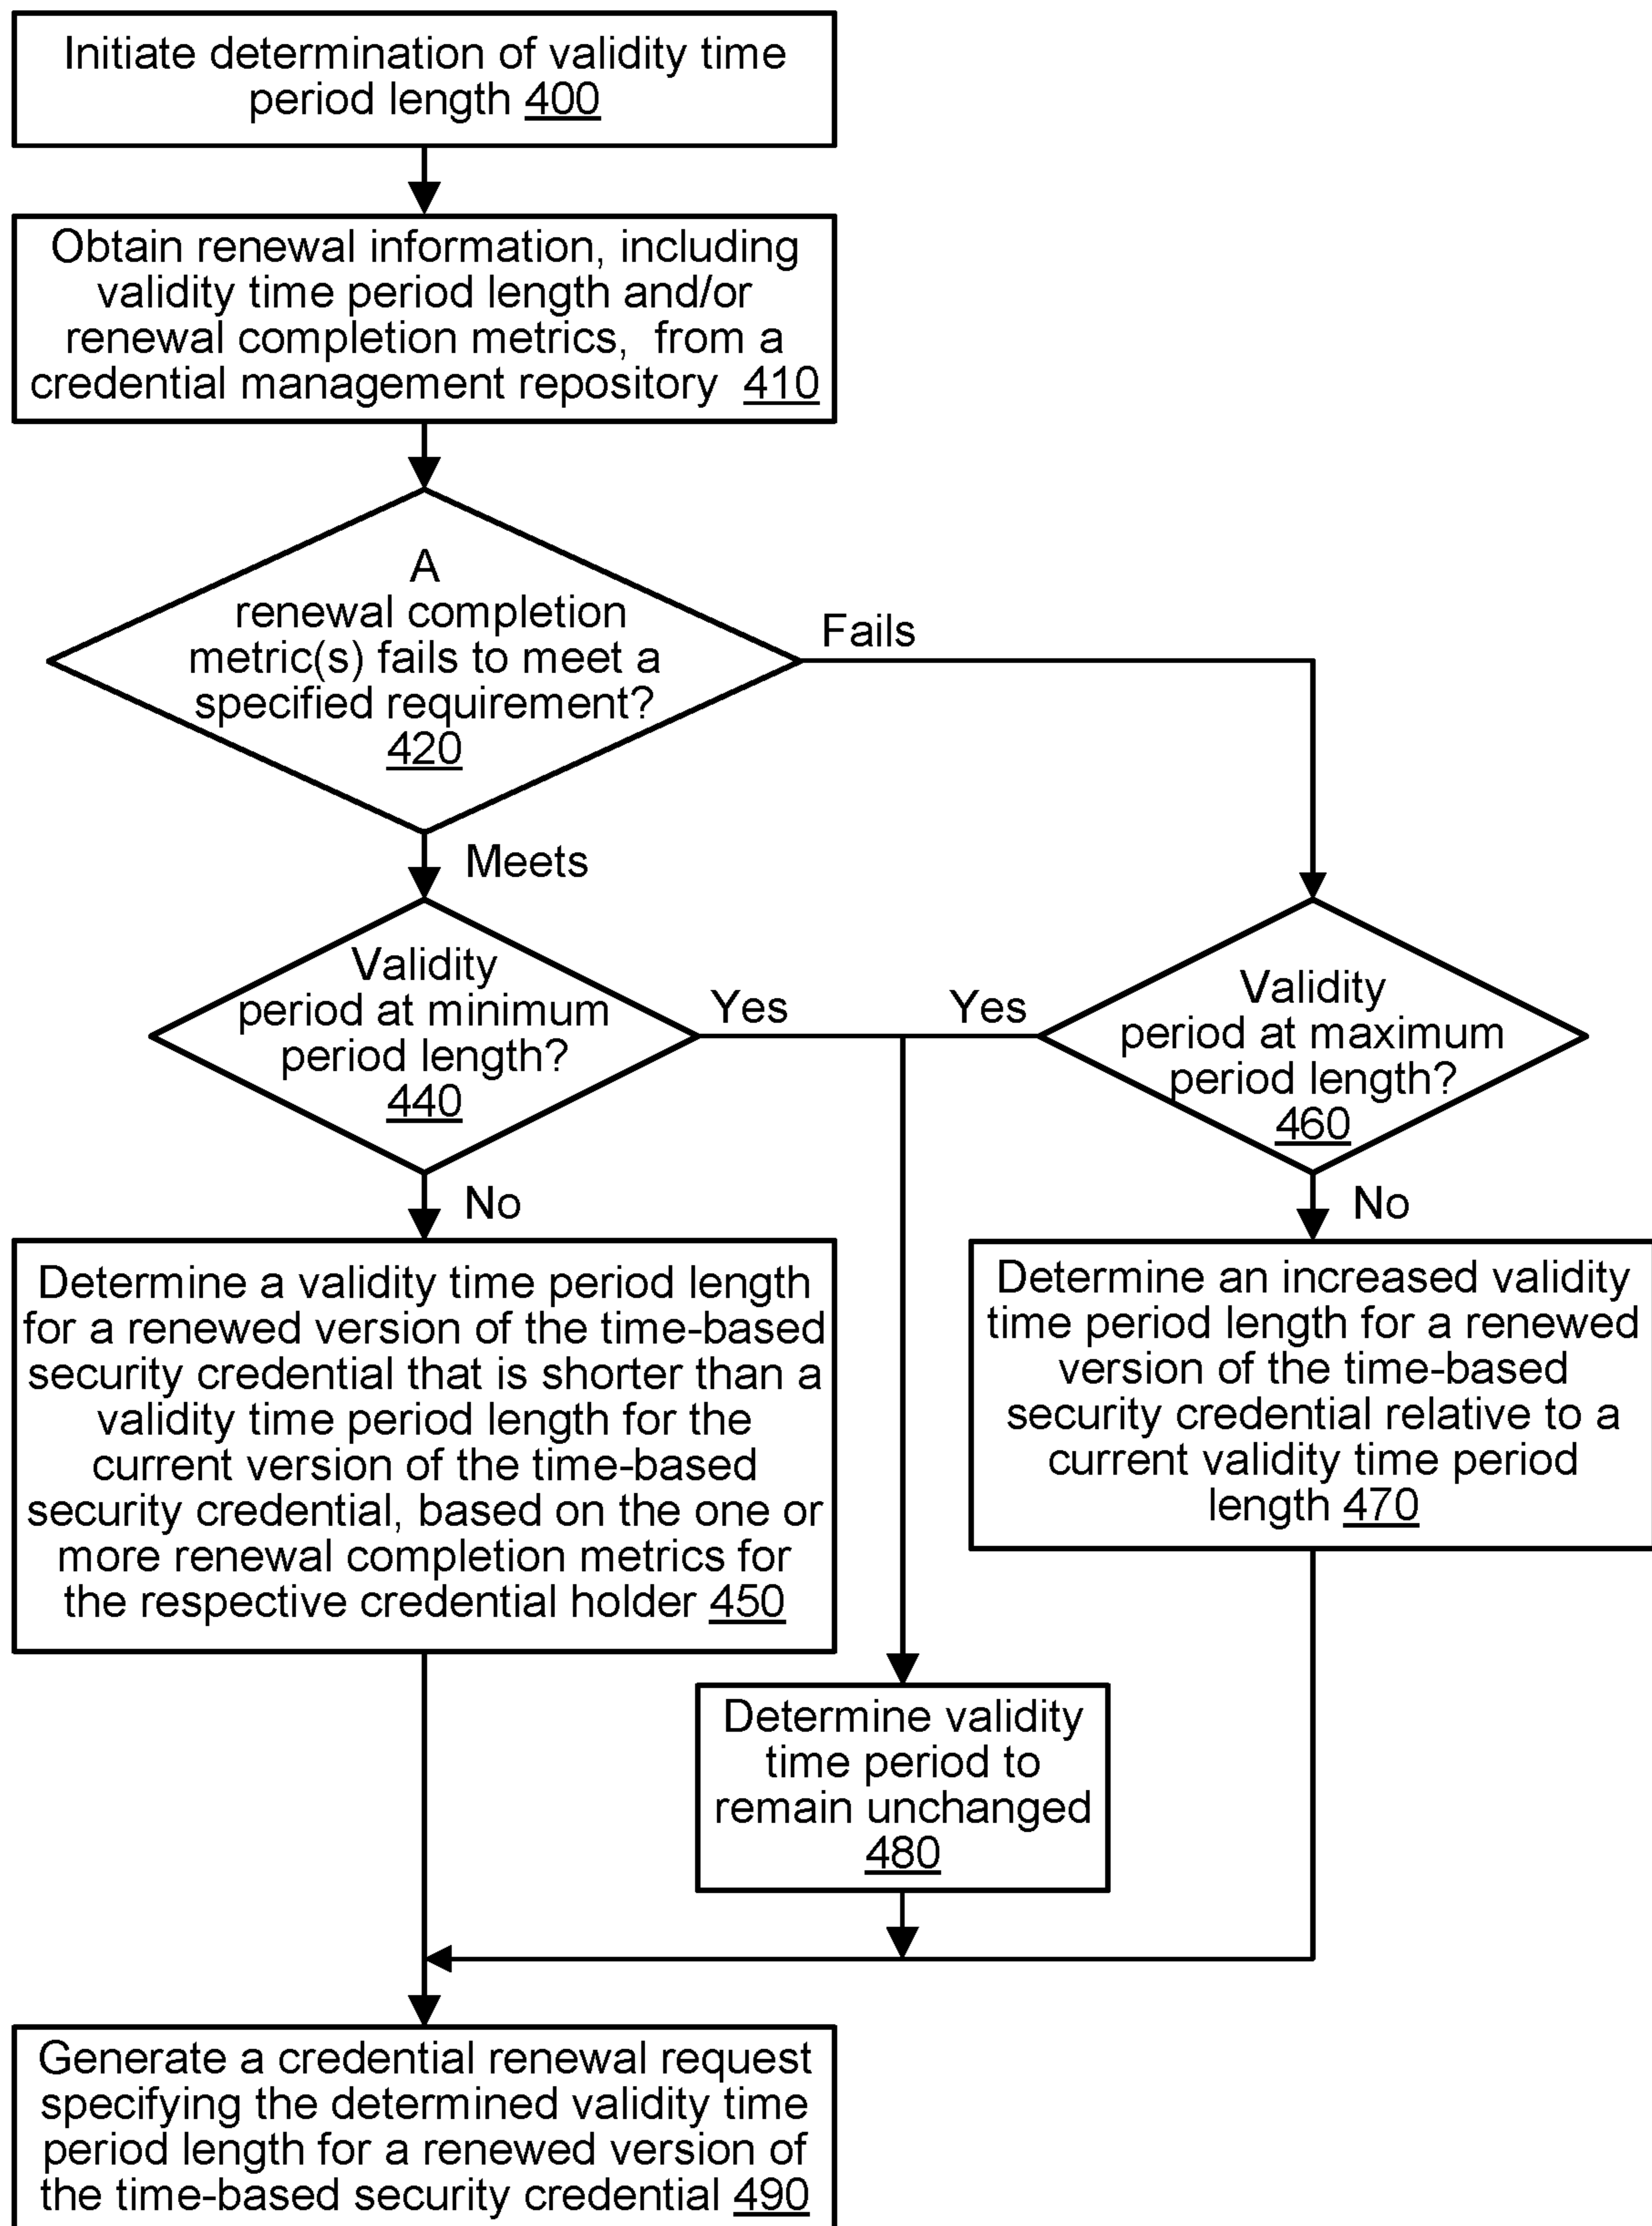 Initiate determination of validity time
period length 400
Obtain renewal information, including
validity time period length and/or
renewal completion metrics, from a
credential management repository 410
A
renewal completion
metric(s) fails to meet a
specified requirement?
420
Fails
Meets
Validity
period at minimum
period length?
440
Yes
Yes
Validity
period at maximum
period length?
460
No
No
Determine a validity time period length
for a renewed version of the time-based
security credential that is shorter than a
validity time period length for the
current version of the time-based
security credential, based on the one or
more renewal completion metrics for
the respective credential holder 450
Determine an increased validity
time period length for a renewed
version of the time-based
security credential relative to a
current validity time period
length 470
Determine validity
time period to
remain unchanged
480
Generate a credential renewal request
specifying the determined validity time
period length for a renewed version of
the time-based security credential 490